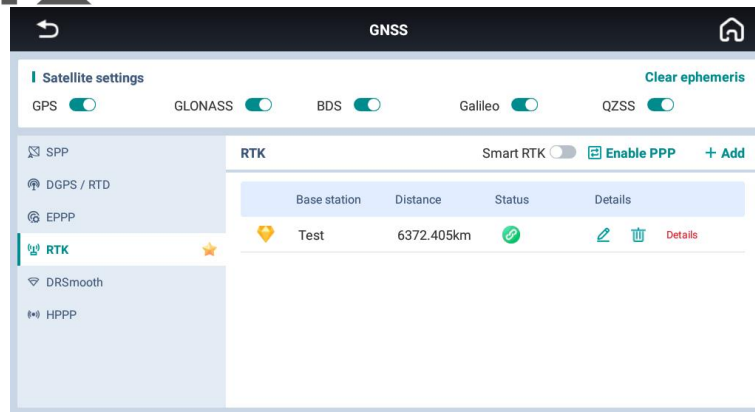 GNSS
Satellite settings Clear ephemeris
GPS GLONASS BDS Galileo QZSS
SPP
DGPS / RTD
EPPP
RTK
DRSmooth
HPPP
RTK Smart RTK Enable PPP + Add
Base station Distance Status Details
Test 6372.405km Details